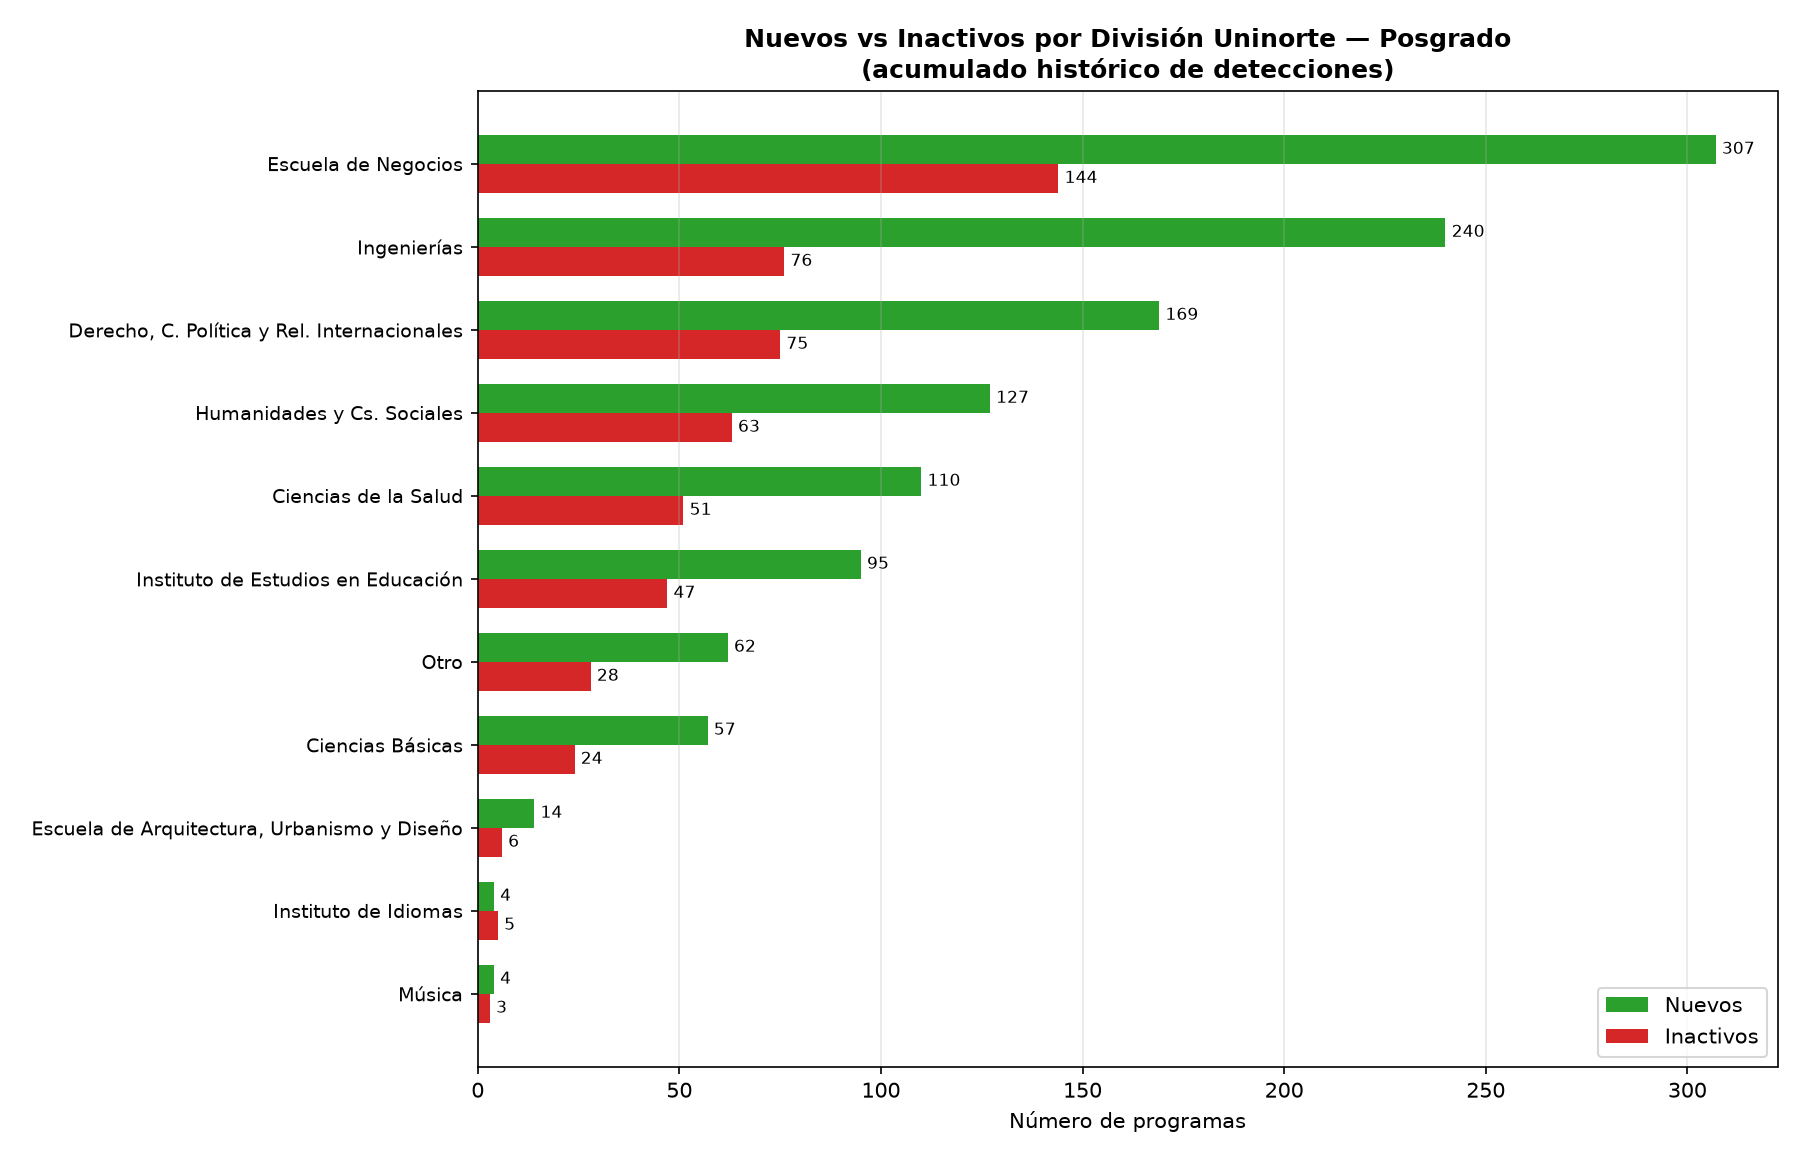 Nuevos vs Inactivos por División Uninorte — Posgrado
(acumulado histórico de detecciones)
Escuela de Negocios
307
144
Ingenierías
240
76
Derecho, C. Política y Rel. Internacionales
169
75
Humanidades y Cs. Sociales
127
63
Ciencias de la Salud
110
51
Instituto de Estudios en Educación
95
47
Otro
62
28
Ciencias Básicas
57
24
Escuela de Arquitectura, Urbanismo y Diseño
14
6
Instituto de Idiomas
4
5
Música
4
3
Nuevos
Inactivos
0 50 100 150 200 250 300
Número de programas